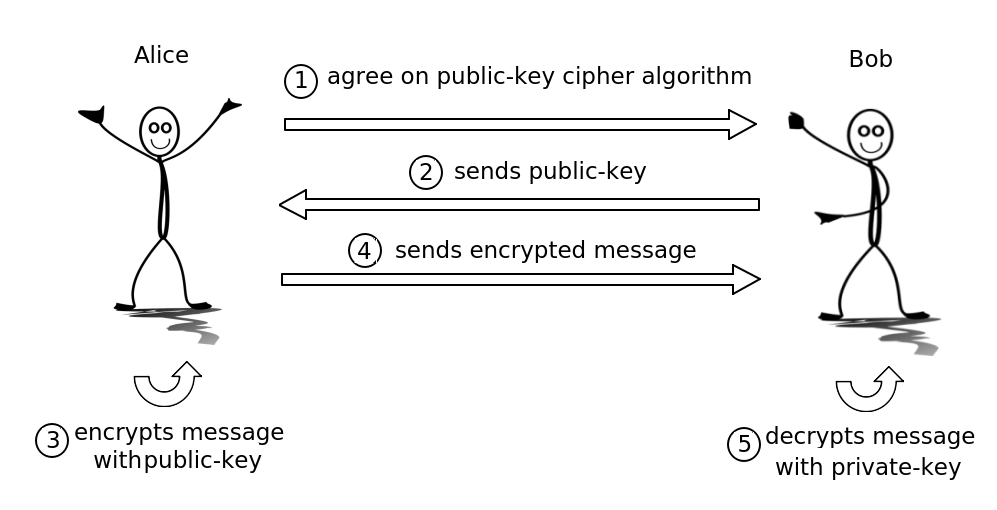 Alice
Bob
1 agree on public-key cipher algorithm
2 sends public-key
4 sends encrypted message
3 encrypts message
withpublic-key
5 decrypts message
with private-key